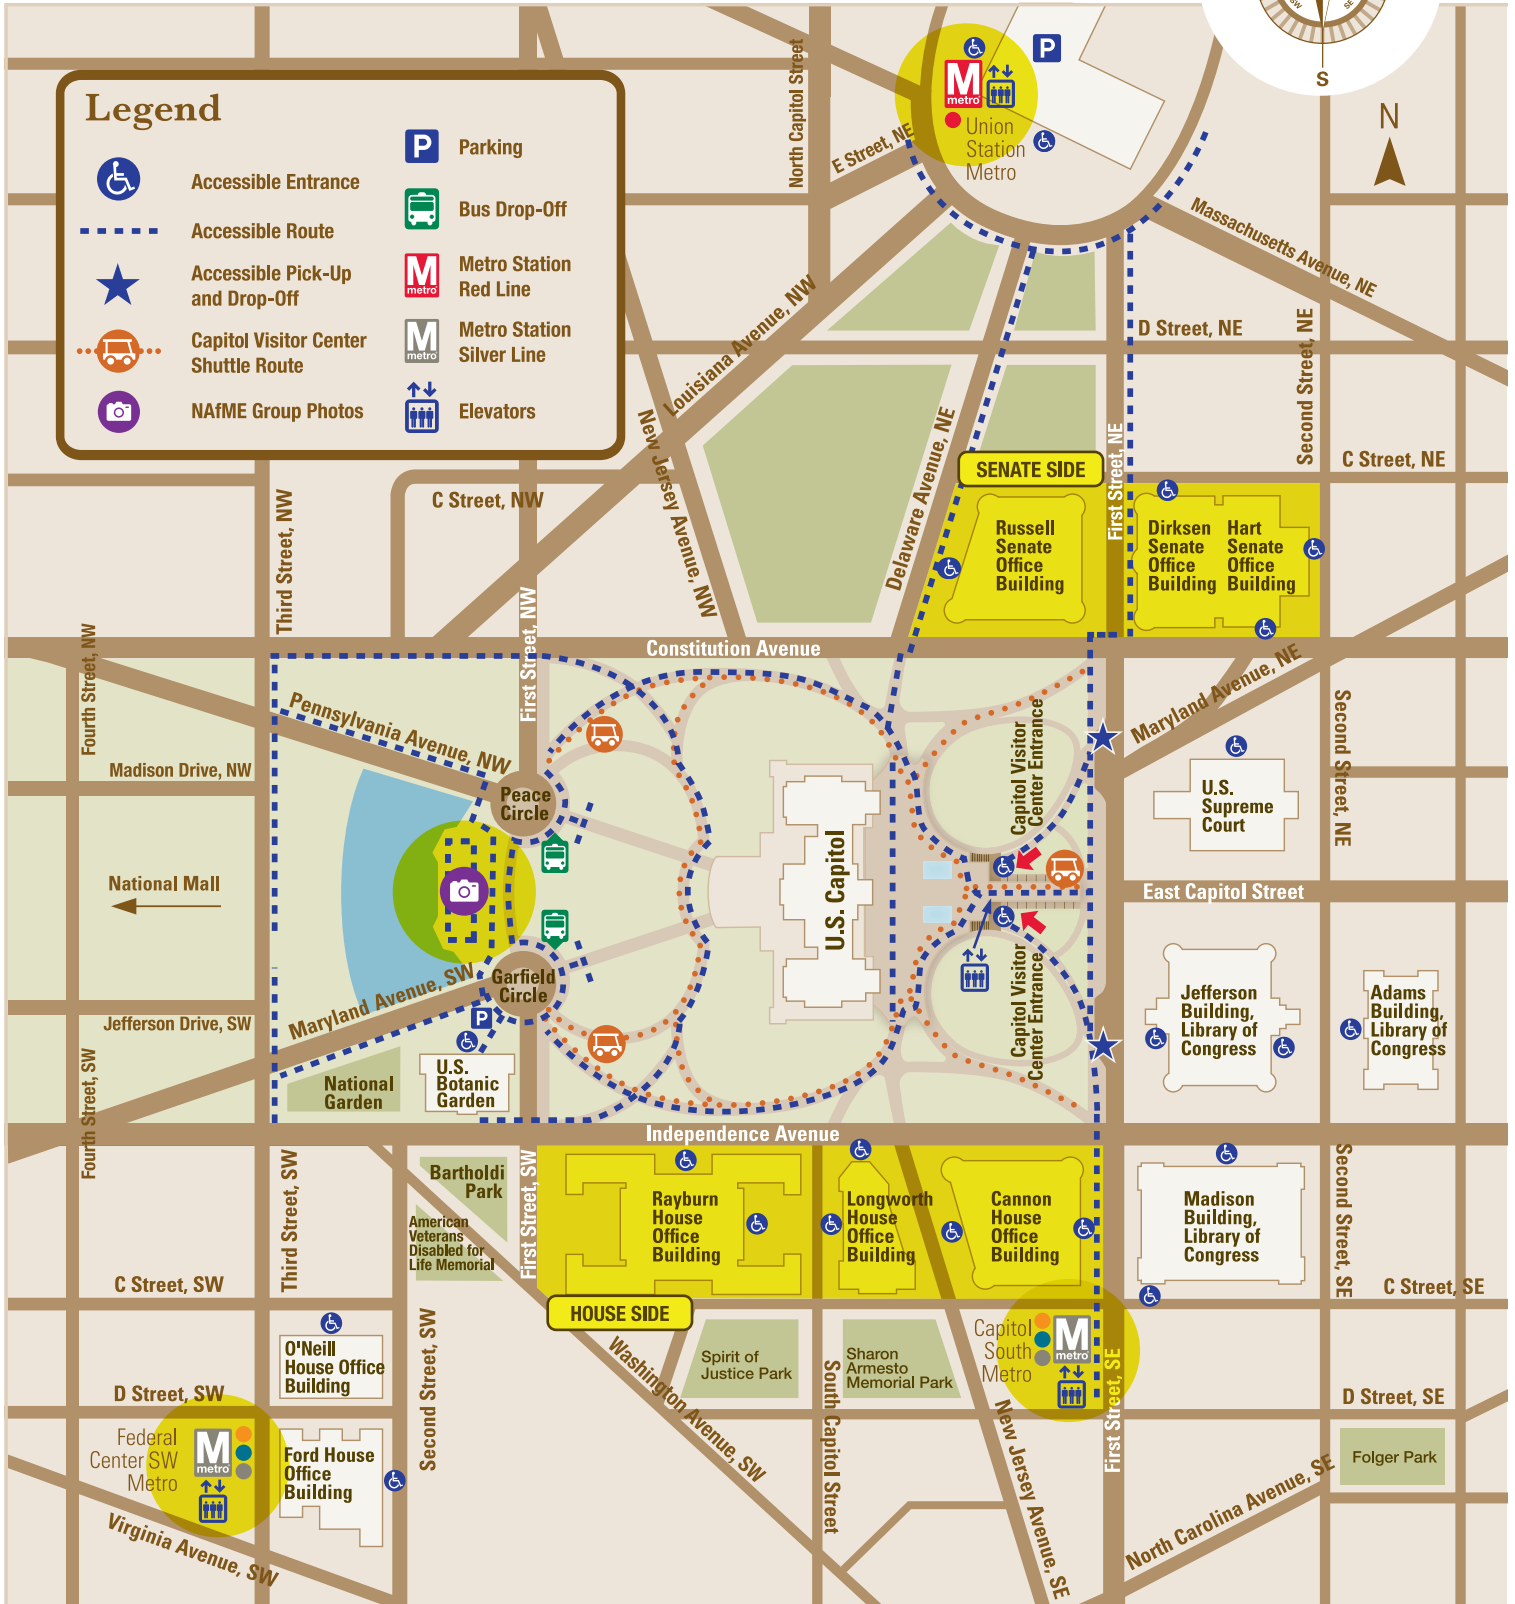 SW
SE
S
N
Legend
Accessible Entrance
Accessible Route
Accessible Pick-Up
and Drop-Off
Capitol Visitor Center
Shuttle Route
NAfME Group Photos
P
Parking
Bus Drop-Off
M
metro
Metro Station
Red Line
M
metro
Metro Station
Silver Line
Elevators
North Capitol Street
E Street, NE
M
metro
P
Union
Station
Metro
Massachusetts Avenue, NE
D Street, NE
Second Street, NE
C Street, NE
Louisiana Avenue, NW
New Jersey Avenue, NW
Delaware Avenue, NE
First Street, NE
C Street, NW
Third Street, NW
First Street, NW
SENATE SIDE
Russell
Senate
Office
Building
Dirksen
Senate
Office
Building
Hart
Senate
Office
Building
Constitution Avenue
Fourth Street, NW
Pennsylvania Avenue, NW
Madison Drive, NW
Maryland Avenue, NE
Second Street, NE
Peace
Circle
Capitol Visitor
Center Entrance
U.S.
Supreme
Court
U.S. Capitol
National Mall
East Capitol Street
Garfield
Circle
Maryland Avenue, SW
Jefferson Drive, SW
P
Capitol Visitor
Center Entrance
Jefferson
Building,
Library of
Congress
Adams
Building,
Library of
Congress
Fourth Street, SW
National
Garden
U.S.
Botanic
Garden
Independence Avenue
Bartholdi
Park
American
Veterans
Disabled for
Life Memorial
First Street, SW
Third Street, SW
Rayburn
House
Office
Building
Longworth
House
Office
Building
Cannon
House
Office
Building
Madison
Building,
Library of
Congress
Second Street, SE
C Street, SW
C Street, SE
HOUSE SIDE
O'Neill
House Office
Building
Second Street, SW
Washington Avenue, SW
Spirit of
Justice Park
South Capitol Street
Sharon
Armesto
Memorial Park
Capitol
South
Metro
M
metro
First Street, SE
D Street, SW
D Street, SE
Federal
Center SW
Metro
M
metro
Ford House
Office
Building
New Jersey Avenue, SE
Folger Park
North Carolina Avenue, SE
Virginia Avenue, SW